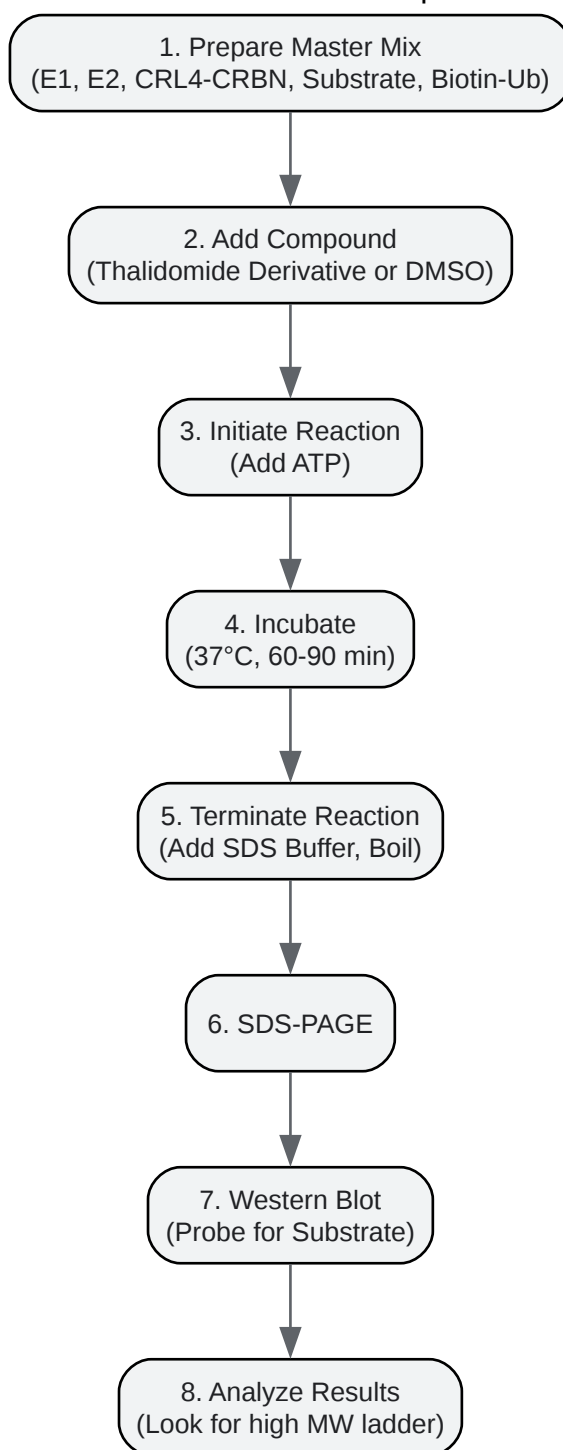 1. Prepare Master Mix
(E1, E2, CRL4-CRBN, Substrate, Biotin-Ub)
2. Add Compound
(Thalidomide Derivative or DMSO)
3. Initiate Reaction
(Add ATP)
4. Incubate
(37°C, 60-90 min)
5. Terminate Reaction
(Add SDS Buffer, Boil)
6. SDS-PAGE
7. Western Blot
(Probe for Substrate)
8. Analyze Results
(Look for high MW ladder)